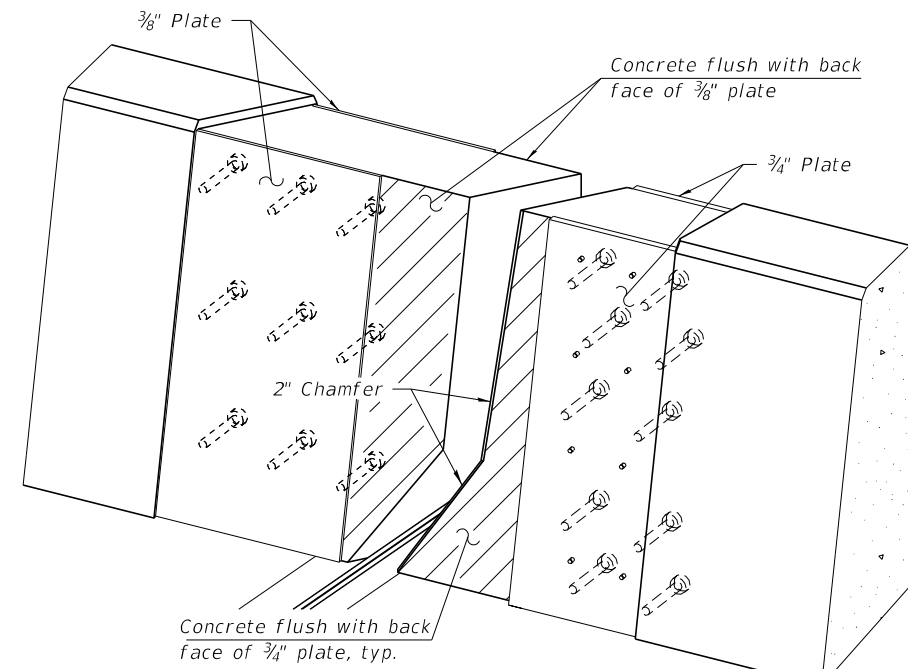 ⅜" Plate
Concrete flush with back
face of ⅜" plate
¾" Plate
2" Chamfer
Concrete flush with back
face of ¾" plate, typ.